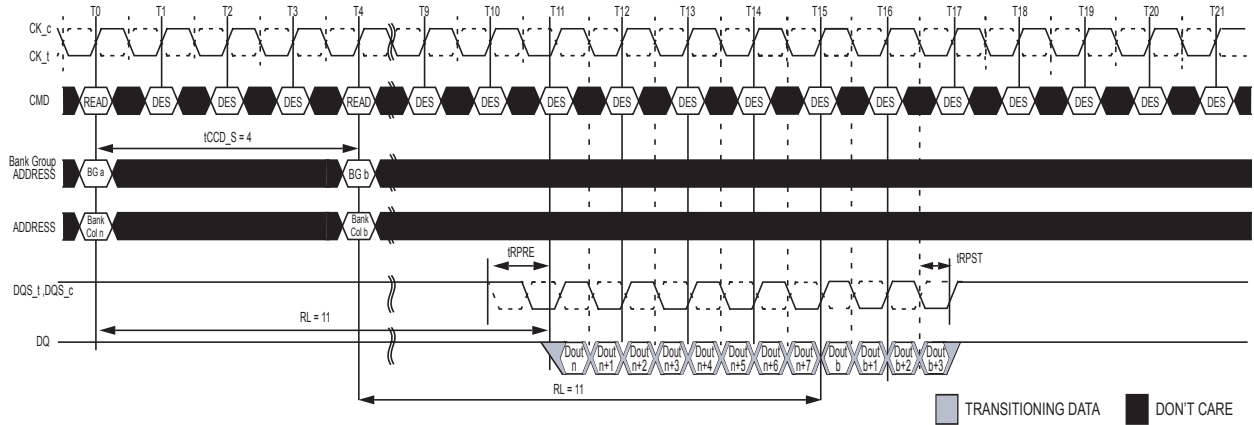 T0 T1 T2 T3 T4 T9 T10 T11 T12 T13 T14 T15 T16 T17 T18 T19 T20 T21
CK_c
CK_t
CMD READ DES DES DES READ DES DES DES DES DES DES DES DES DES DES DES DES DES
tCCD_S = 4
Bank Group
ADDRESS BG a BG b
ADDRESS Bank Col n Bank Col b
tRPRE tRPST
DQS_t ,DQS_c
RL = 11
DQ Dout n Dout n+1 Dout n+2 Dout n+3 Dout n+4 Dout n+5 Dout n+6 Dout n+7 Dout b Dout b+1 Dout b+2 Dout b+3
RL = 11
TRANSITIONING DATA DON'T CARE